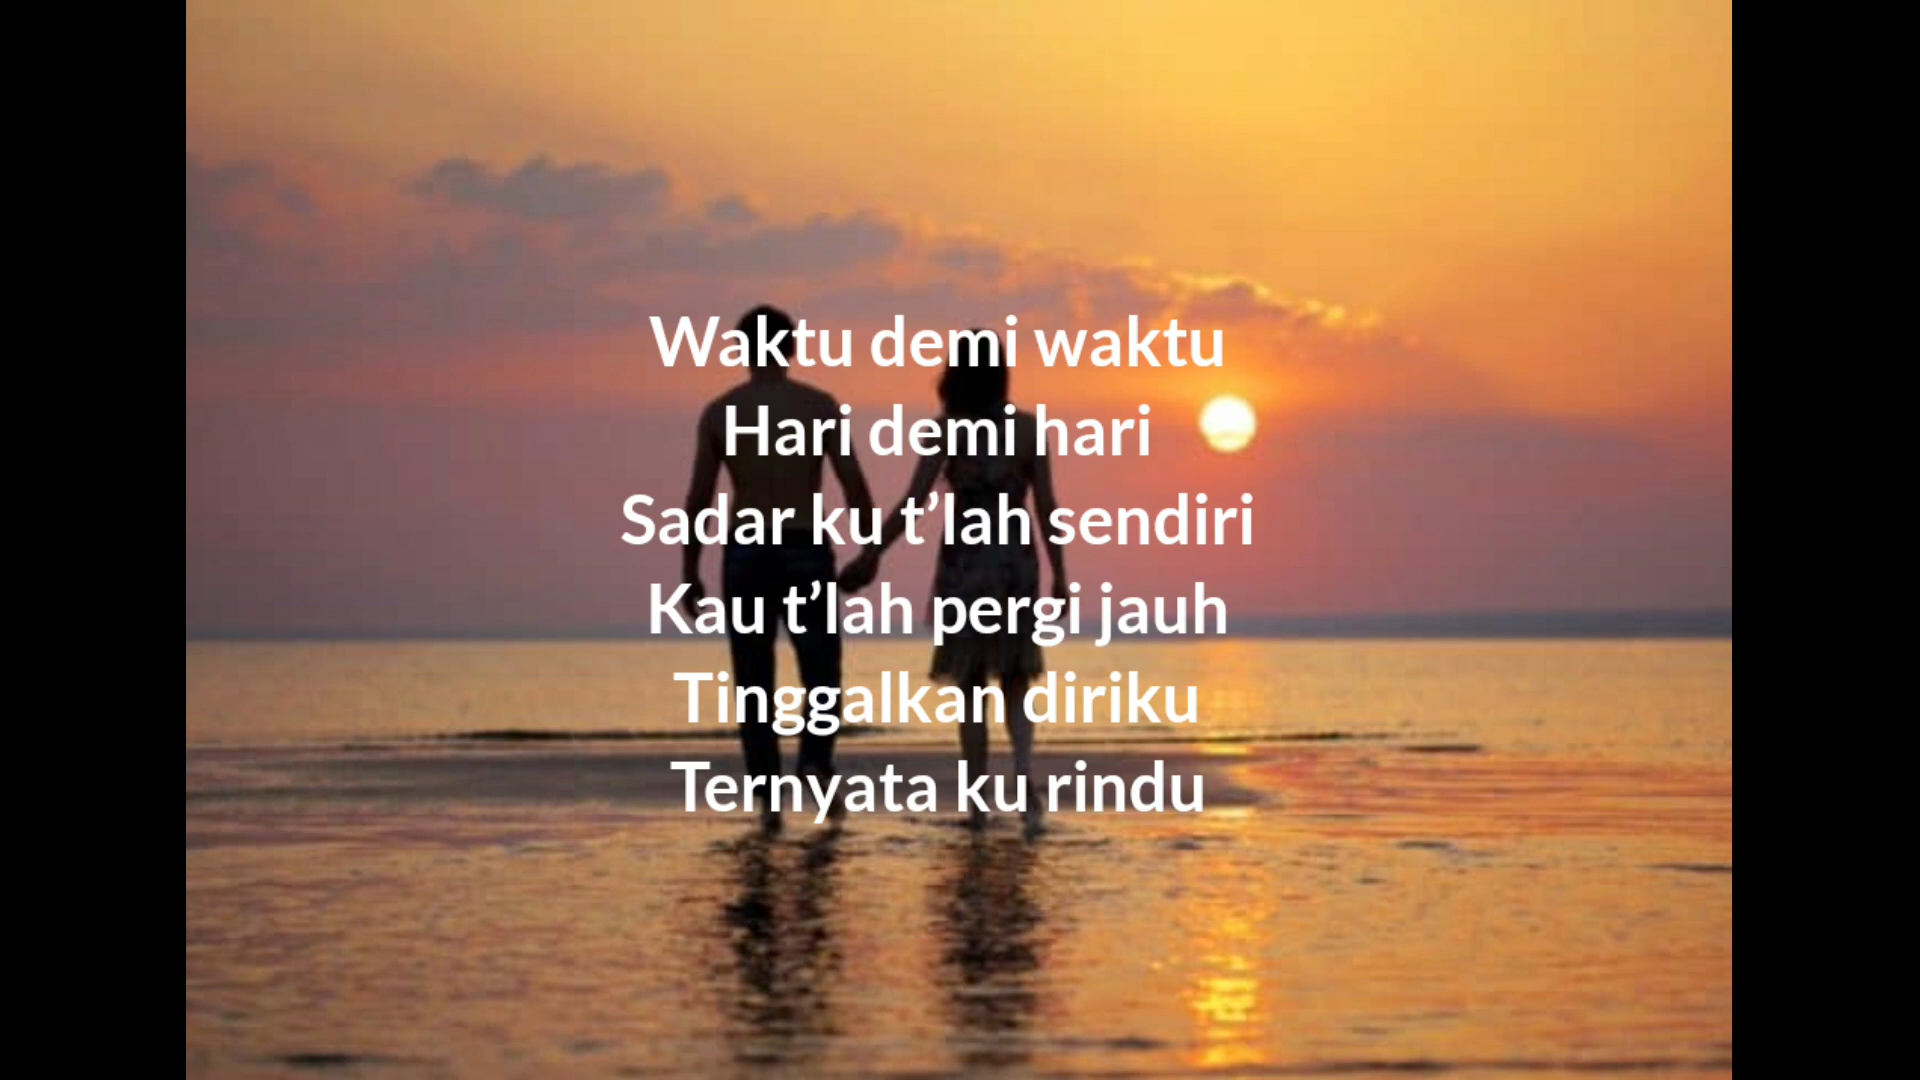 Waktu demi waktu
Hari demi hari
Sadar ku t’lah sendiri
Kau t’lah pergi jauh
Tinggalkan diriku
Ternyata ku rindu